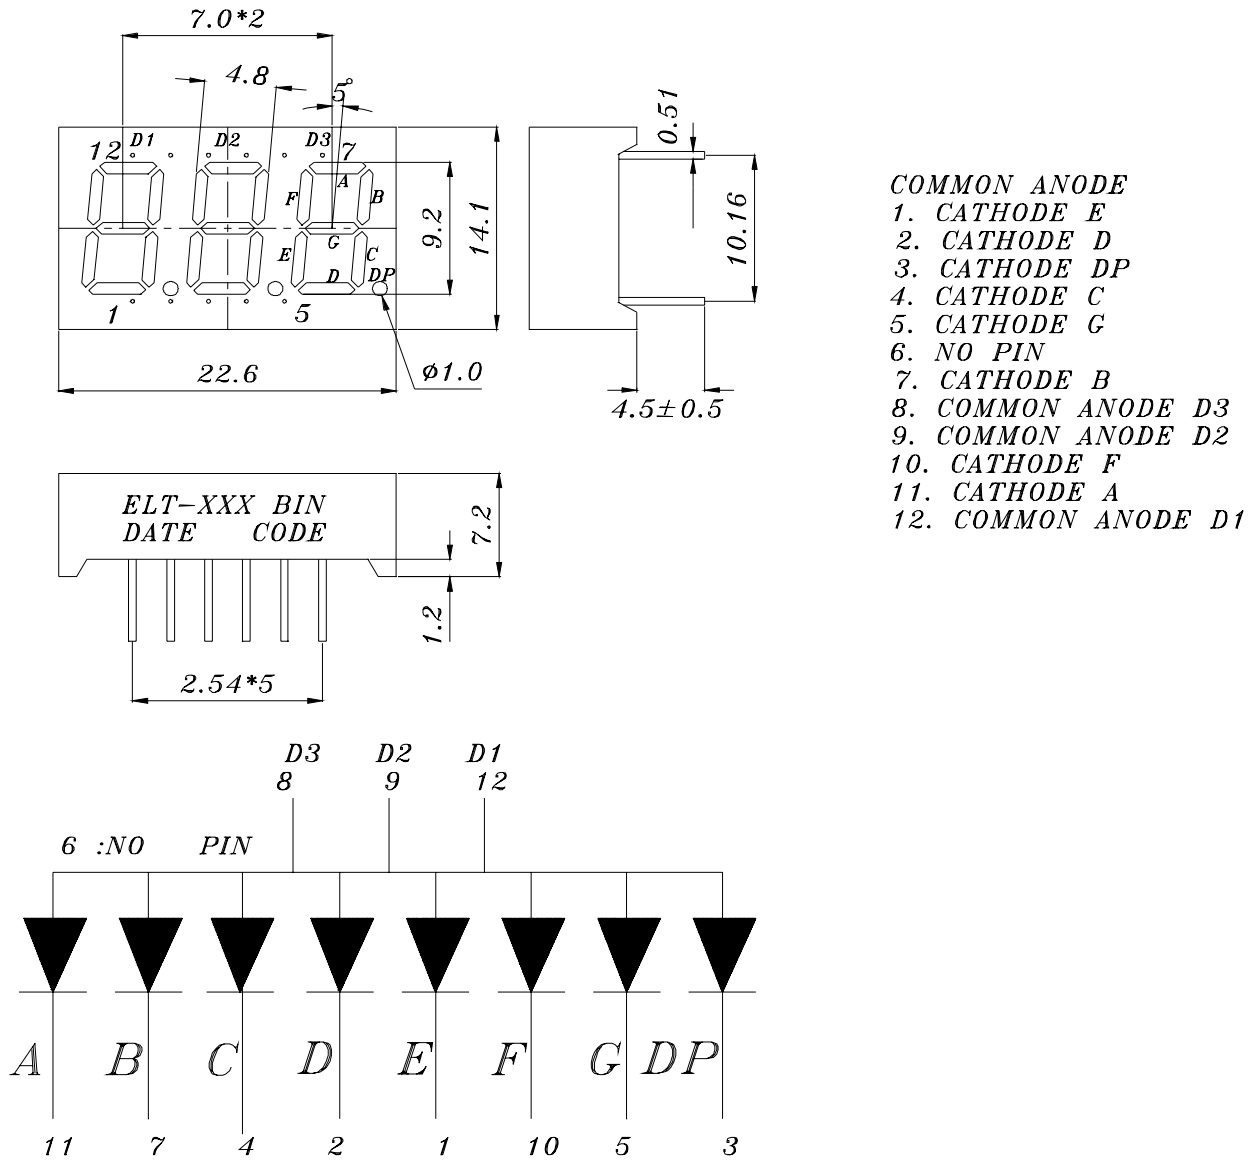 7.0*2
4.8
5°
D1 D2 D3
12 7
A
F B
G
E C
D DP
1 5
9.2
14.1
22.6
ø1.0
0.51
10.16
4.5±0.5
COMMON ANODE
1. CATHODE E
2. CATHODE D
3. CATHODE DP
4. CATHODE C
5. CATHODE G
6. NO PIN
7. CATHODE B
8. COMMON ANODE D3
9. COMMON ANODE D2
10. CATHODE F
11. CATHODE A
12. COMMON ANODE D1
ELT-XXX BIN
DATE CODE
7.2
1.2
2.54*5
D3 D2 D1
8 9 12
6 :NO PIN
A B C D E F G DP
11 7 4 2 1 10 5 3